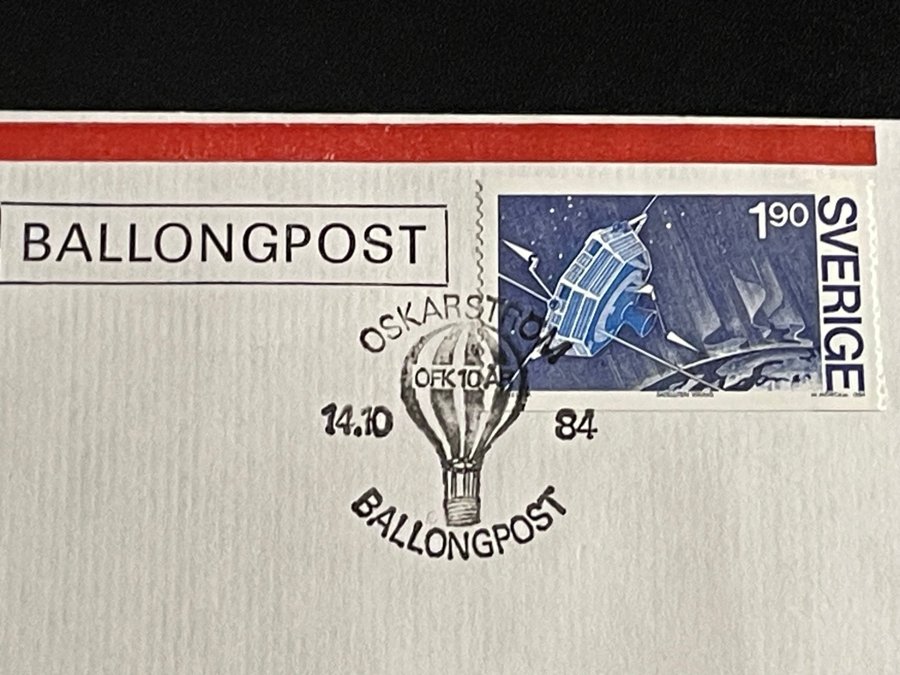 BALLONGPOST
1.90
SVERIGE
OSKARSTRÖM
OFK 10 ÅR
14.10 84
BALLONGPOST